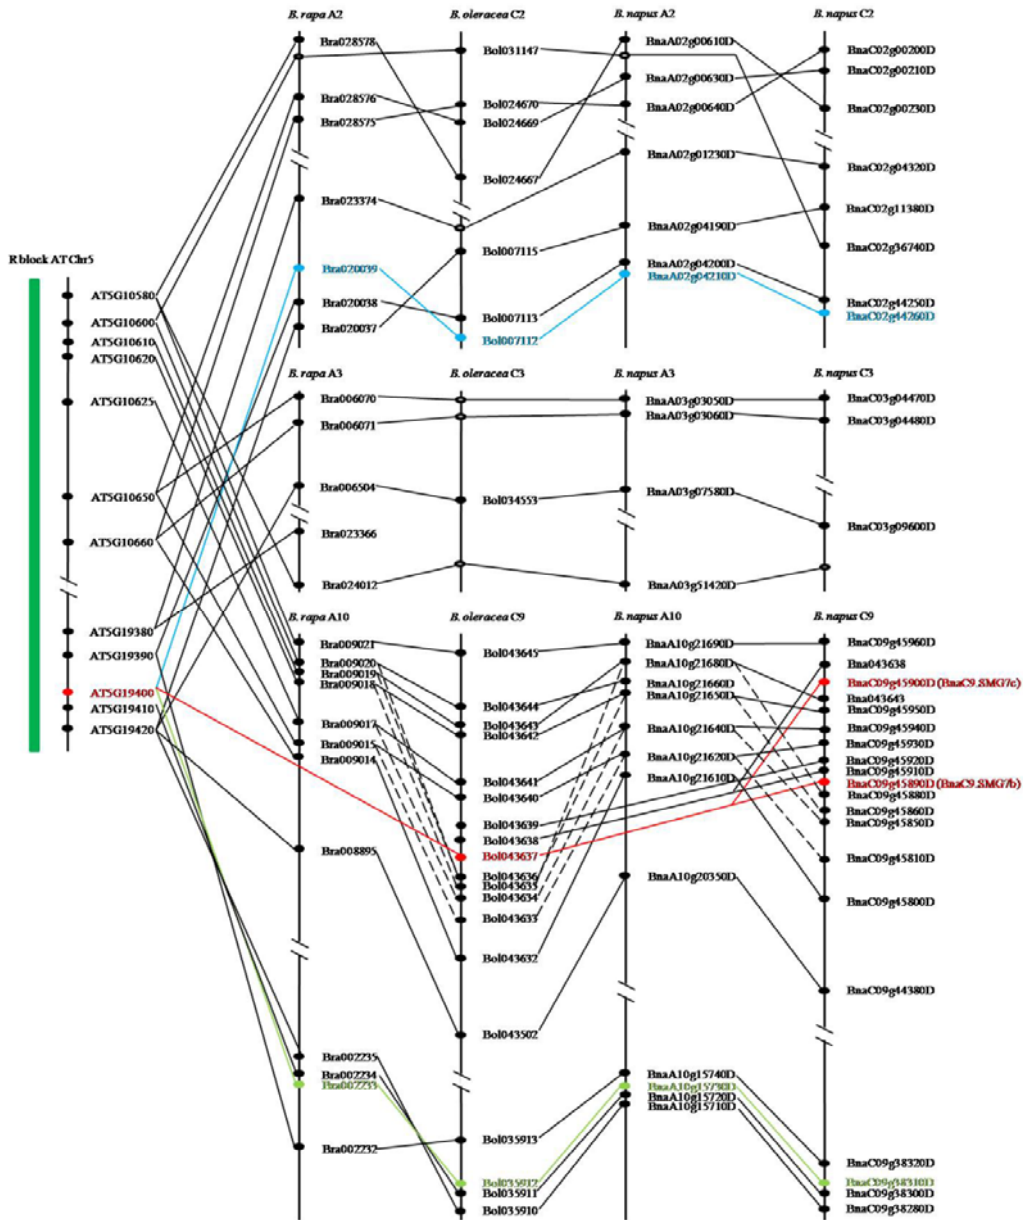 B. rapa A2
B. oleracea C2
B. napus A2
B. napus C2
Bra028578
Bra028576
Bra028575
Bra023374
Bra020039
Bra020038
Bra020037
Bol031147
Bol024670
Bol024669
Bol024667
Bol007115
Bol007113
Bol007112
BnaA02g00610D
BnaA02g00630D
BnaA02g00640D
BnaA02g01230D
BnaA02g04190D
BnaA02g04200D
BnaA02g04210D
BnaC02g00200D
BnaC02g00210D
BnaC02g00230D
BnaC02g04320D
BnaC02g11380D
BnaC02g36740D
BnaC02g44250D
BnaC02g44260D
R block AT Chr5
AT5G10580
AT5G10600
AT5G10610
AT5G10620
AT5G10625
AT5G10650
AT5G10660
AT5G19380
AT5G19390
AT5G19400
AT5G19410
AT5G19420
B. rapa A3
B. oleracea C3
B. napus A3
B. napus C3
Bra006070
Bra006071
Bra006504
Bra023366
Bra024012
Bol034553
BnaA03g03050D
BnaA03g03060D
BnaA03g07580D
BnaA03g51420D
BnaC03g04470D
BnaC03g04480D
BnaC03g09600D
B. rapa A10
B. oleracea C9
B. napus A10
B. napus C9
Bra009021
Bra009020
Bra009019
Bra009018
Bra009017
Bra009015
Bra009014
Bra008895
Bra002235
Bra002234
Bra002233
Bra002232
Bol043645
Bol043644
Bol043643
Bol043642
Bol043641
Bol043640
Bol043639
Bol043638
Bol043637
Bol043636
Bol043635
Bol043634
Bol043633
Bol043632
Bol043502
Bol035913
Bol035912
Bol035911
Bol035910
BnaA10g21690D
BnaA10g21680D
BnaA10g21660D
BnaA10g21650D
BnaA10g21640D
BnaA10g21620D
BnaA10g21610D
BnaA10g20350D
BnaA10g15740D
BnaA10g15730D
BnaA10g15720D
BnaA10g15710D
BnaC09g45960D
Bna043638
BnaC09g45900D (BnaC9.SMG7c)
Bna043643
BnaC09g45950D
BnaC09g45940D
BnaC09g45930D
BnaC09g45920D
BnaC09g45910D
BnaC09g45890D (BnaC9.SMG7b)
BnaC09g45880D
BnaC09g45860D
BnaC09g45850D
BnaC09g45810D
BnaC09g45800D
BnaC09g44380D
BnaC09g38320D
BnaC09g38310D
BnaC09g38300D
BnaC09g38280D